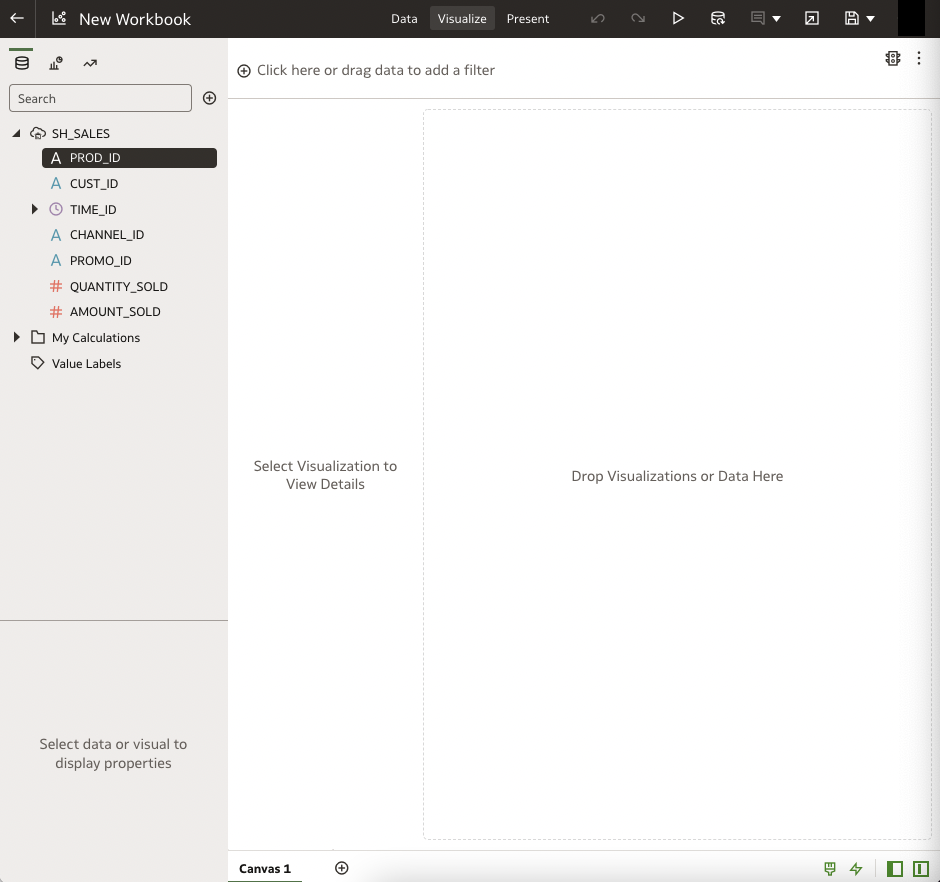 New Workbook
Data
Visualize
Present
Search
Click here or drag data to add a filter
SH_SALES
A PROD_ID
A CUST_ID
TIME_ID
A CHANNEL_ID
A PROMO_ID
# QUANTITY_SOLD
# AMOUNT_SOLD
My Calculations
Value Labels
Select Visualization to
View Details
Drop Visualizations or Data Here
Select data or visual to
display properties
Canvas 1